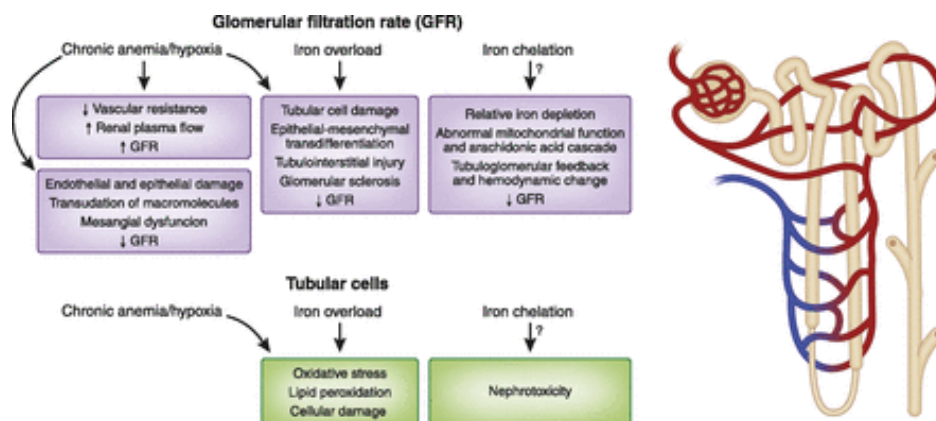 Glomerular filtration rate (GFR)
Chronic anemia/hypoxia
Iron overload
Iron chelation
?
↓ Vascular resistance
↑ Renal plasma flow
↑ GFR
Endothelial and epithelial damage
Transudation of macromolecules
Mesangial dysfuncion
↓ GFR
Tubular cell damage
Epithelial-mesenchymal
transdifferentiation
Tubulointerstitial injury
Glomerular sclerosis
↓ GFR
Relative iron depletion
Abnormal mitochondrial function
and arachidonic acid cascade
Tubuloglomerular feedback
and hemodynamic change
↓ GFR
Tubular cells
Chronic anemia/hypoxia
Iron overload
Iron chelation
?
Oxidative stress
Lipid peroxidation
Cellular damage
Nephrotoxicity